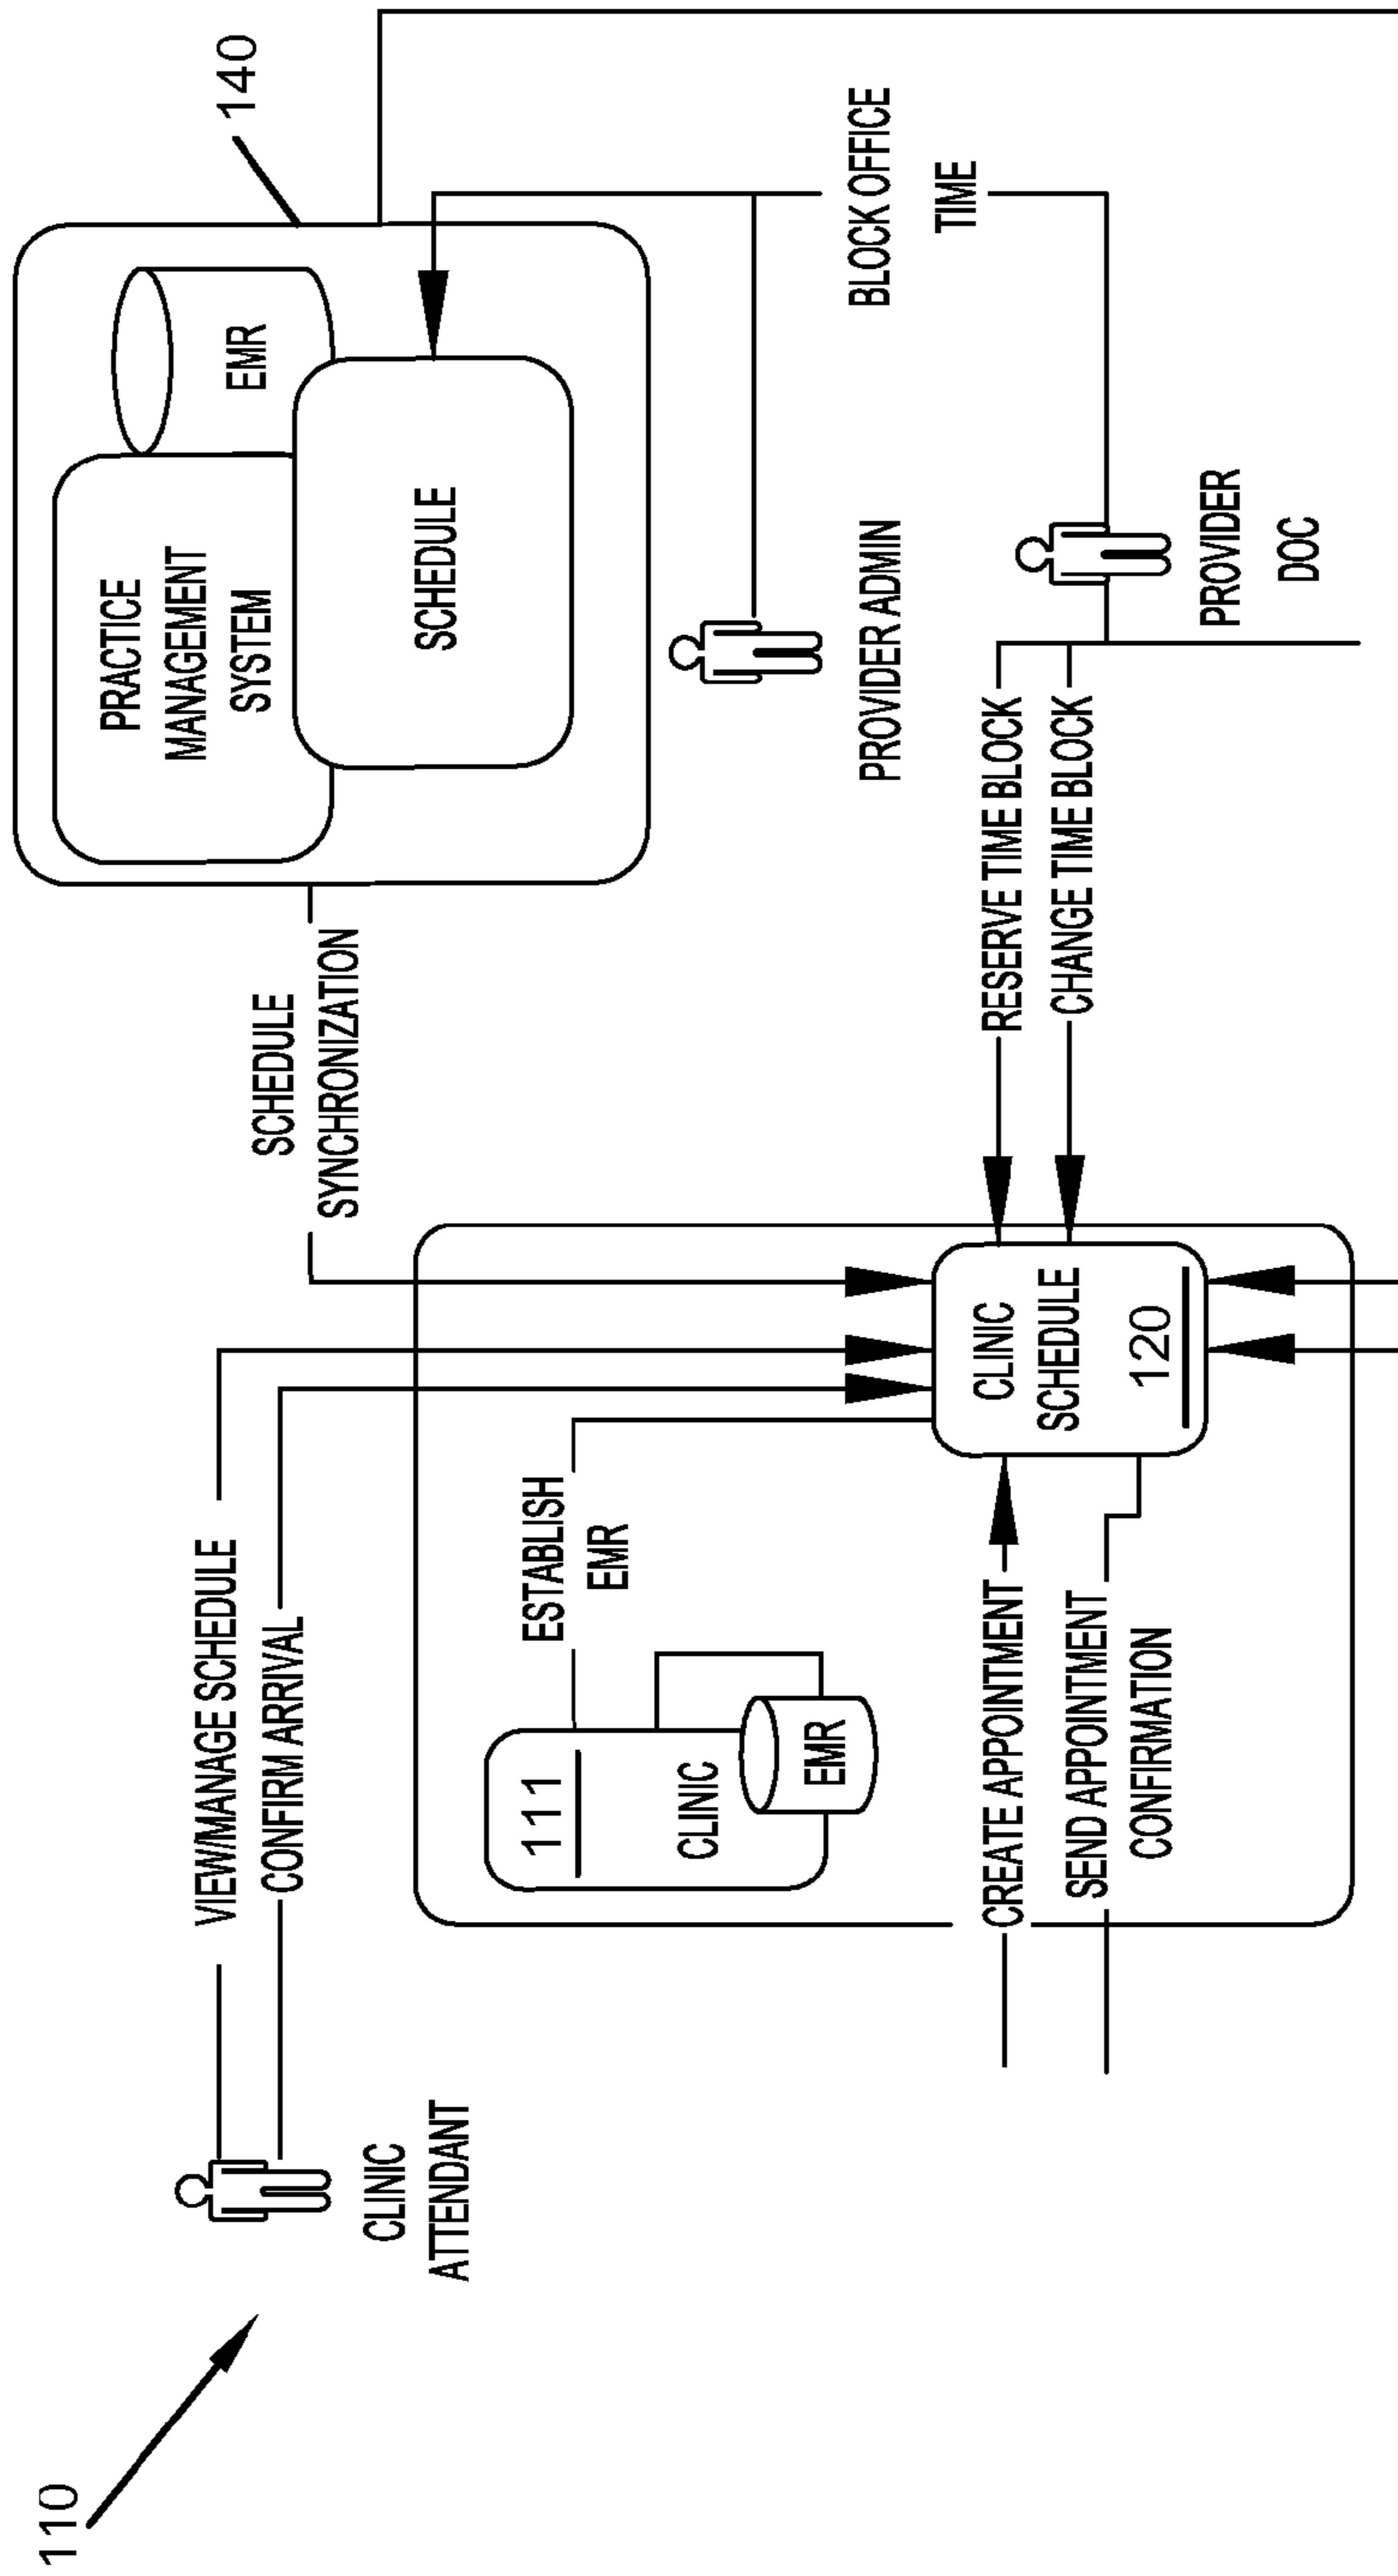 110
CLINIC
ATTENDANT
VIEW/MANAGE SCHEDULE
CONFIRM ARRIVAL
SCHEDULE
SYNCHRONIZATION
140
PRACTICE
MANAGEMENT
SYSTEM
EMR
SCHEDULE
PROVIDER ADMIN
BLOCK OFFICE
TIME
PROVIDER
DOC
RESERVE TIME BLOCK
CHANGE TIME BLOCK
111
CLINIC
EMR
ESTABLISH
EMR
CLINIC
SCHEDULE
120
CREATE APPOINTMENT
SEND APPOINTMENT
CONFIRMATION